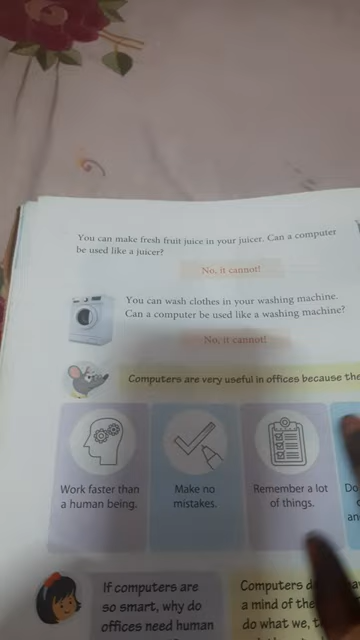 You can make fresh fruit juice in your juicer. Can a computer
be used like a juicer?
No, it cannot!
You can wash clothes in your washing machine.
Can a computer be used like a washing machine?
No, it cannot!
Computers are very useful in offices because the
Work faster than
a human being.
Make no
mistakes.
Remember a lot
of things.
Do
If computers are
so smart, why do
offices need human
Computers
a mind of the
do what we,